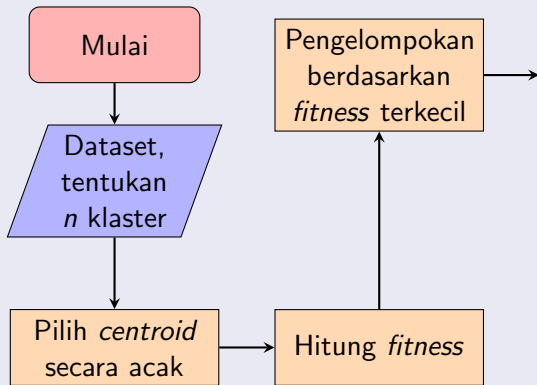 Mulai
Dataset,
tentukan
n klaster
Pilih centroid
secara acak
Hitung fitness
Pengelompokan
berdasarkan
fitness terkecil